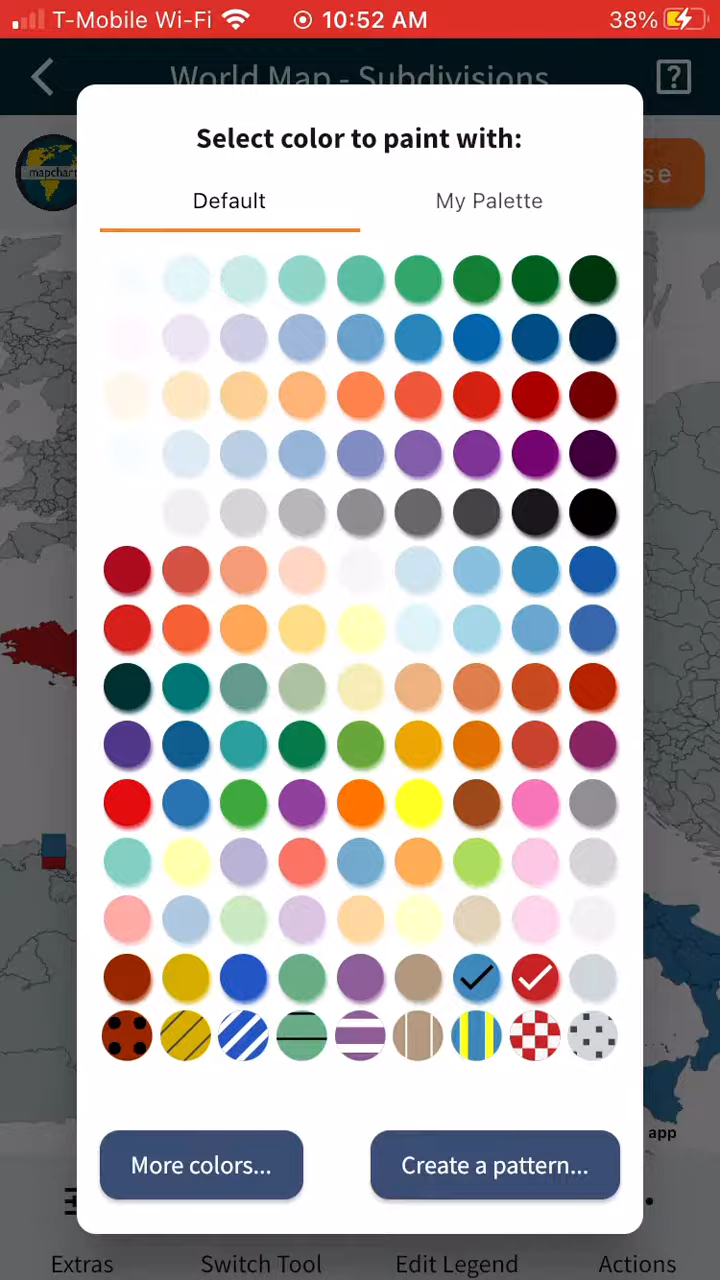 T-Mobile Wi-Fi 10:52 AM 38%
World Map - Subdivisions
?
mapchart
se
Select color to paint with:
Default
My Palette
app
More colors...
Create a pattern...
Extras
Switch Tool
Edit Legend
Actions